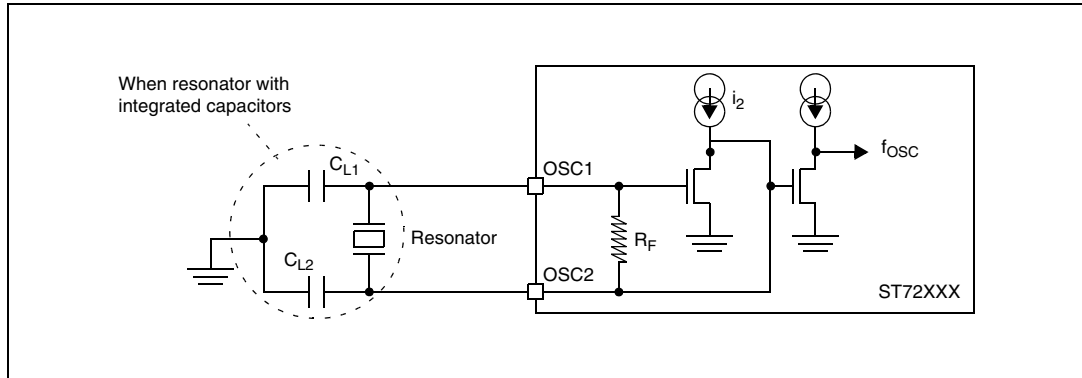 When resonator with
integrated capacitors
CL1
CL2
Resonator
OSC1
OSC2
RF
i2
fOSC
ST72XXX